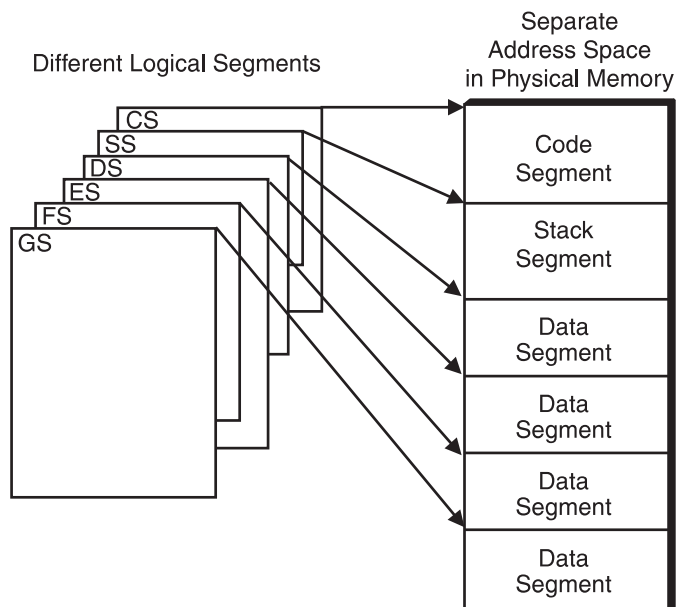 Different Logical Segments
CS
SS
DS
ES
FS
GS
Separate
Address Space
in Physical Memory
Code
Segment
Stack
Segment
Data
Segment
Data
Segment
Data
Segment
Data
Segment